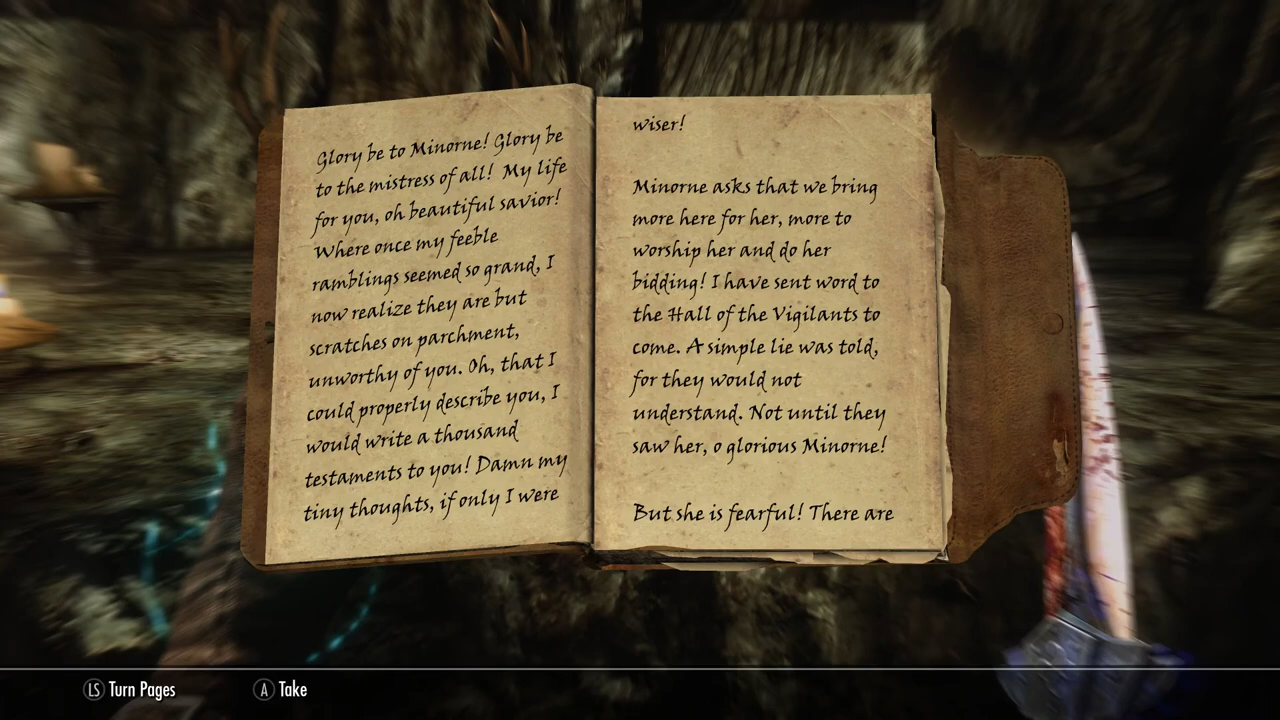 Glory be to Minorne! Glory be
to the mistress of all!  My life
for you, oh beautiful savior!
Where once my feeble
ramblings seemed so grand, I
now realize they are but
scratches on parchment,
unworthy of you. Oh, that I
could properly describe you, I
would write a thousand
testaments to you! Damn my
tiny thoughts, if only I were
wiser!
Minorne asks that we bring
more here for her, more to
worship her and do her
bidding! I have sent word to
the Hall of the Vigilants to
come. A simple lie was told,
for they would not
understand. Not until they
saw her, o glorious Minorne!
But she is fearful! There are
LS Turn Pages
A Take